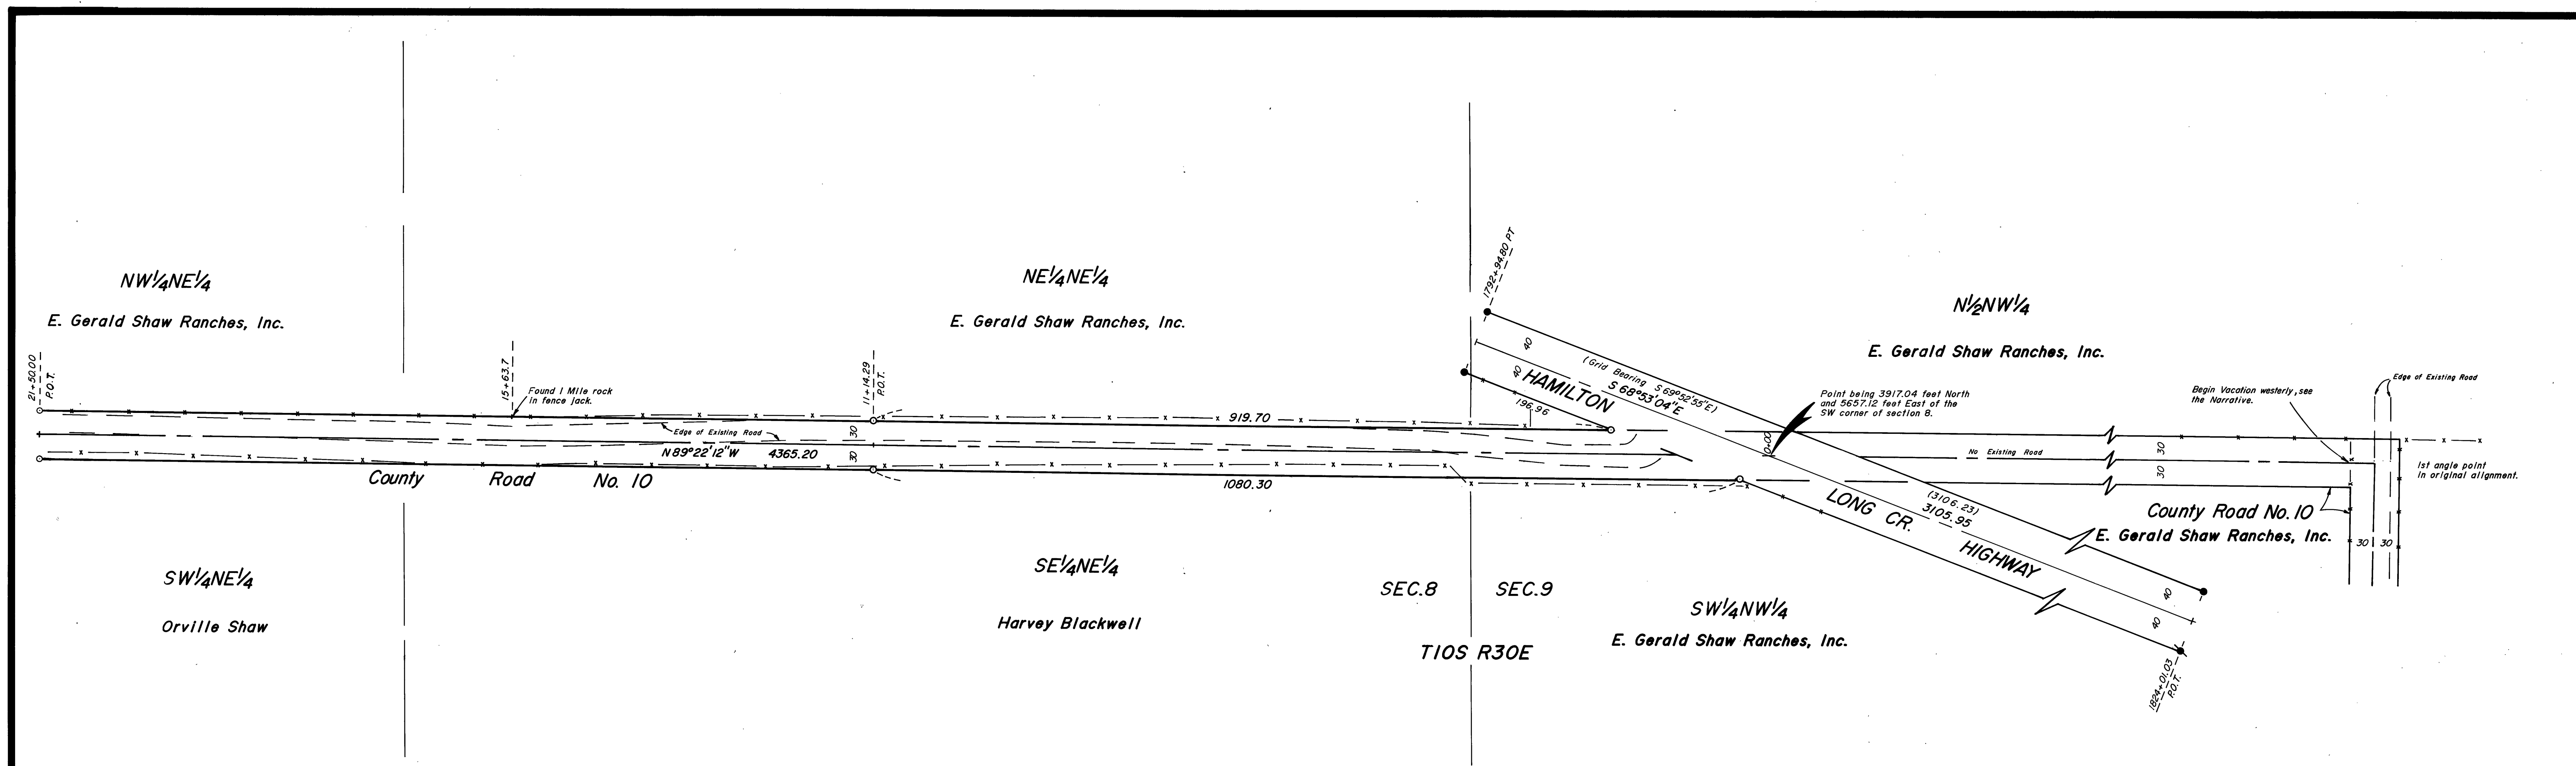 NW1/4NE1/4
E. Gerald Shaw Ranches, Inc.
21+50.00
P.O.T.
15+63.7
Found 1 Mile rock
in fence jack.
11+14.29
P.O.T.
NE1/4NE1/4
E. Gerald Shaw Ranches, Inc.
919.70
Edge of Existing Road
30
30
N 89°22'12"W 4365.20
County Road No. 10
1080.30
SW1/4NE1/4
Orville Shaw
SE1/4NE1/4
Harvey Blackwell
SEC.8
SEC.9
T10S R30E
1792+94.80 PT
40
40
(Grid Bearing S 69°52'55"E)
S 68°53'04"E
HAMILTON
196.96
10+00
Point being 3917.04 feet North
and 5657.12 feet East of the
SW corner of section 8.
N1/2NW1/4
E. Gerald Shaw Ranches, Inc.
No Existing Road
30
30
Begin Vacation westerly, see
the Narrative.
Edge of Existing Road
1st angle point
in original alignment.
(3106.23)
3105.95
LONG CR.
HIGHWAY
County Road No. 10
E. Gerald Shaw Ranches, Inc.
30 30
40
40
1824+01.03
P.O.T.
SW1/4NW1/4
E. Gerald Shaw Ranches, Inc.